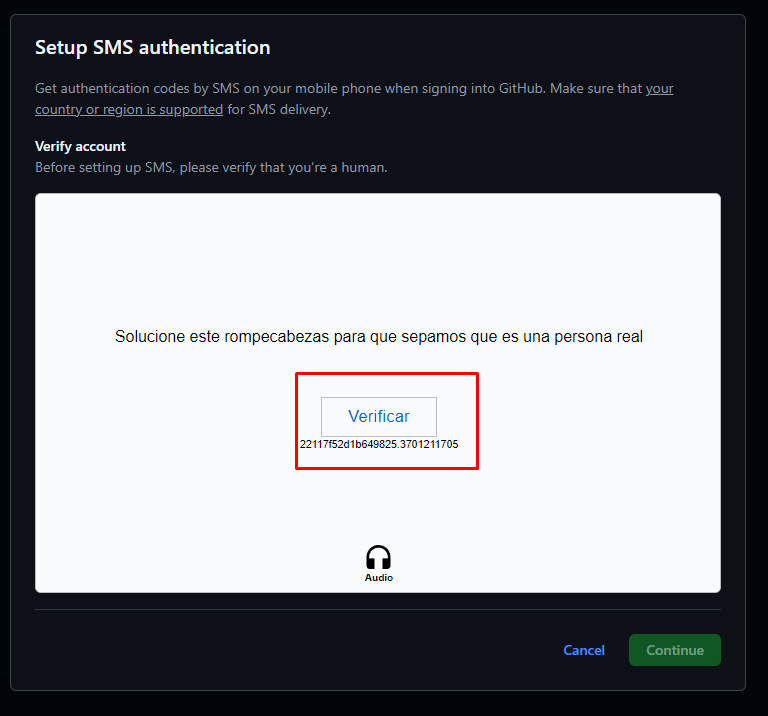 Setup SMS authentication
Get authentication codes by SMS on your mobile phone when signing into GitHub. Make sure that your
country or region is supported for SMS delivery.
Verify account
Before setting up SMS, please verify that you're a human.
Solucione este rompecabezas para que sepamos que es una persona real
Verificar
22117f52d1b649825.3701211705
Audio
Cancel
Continue